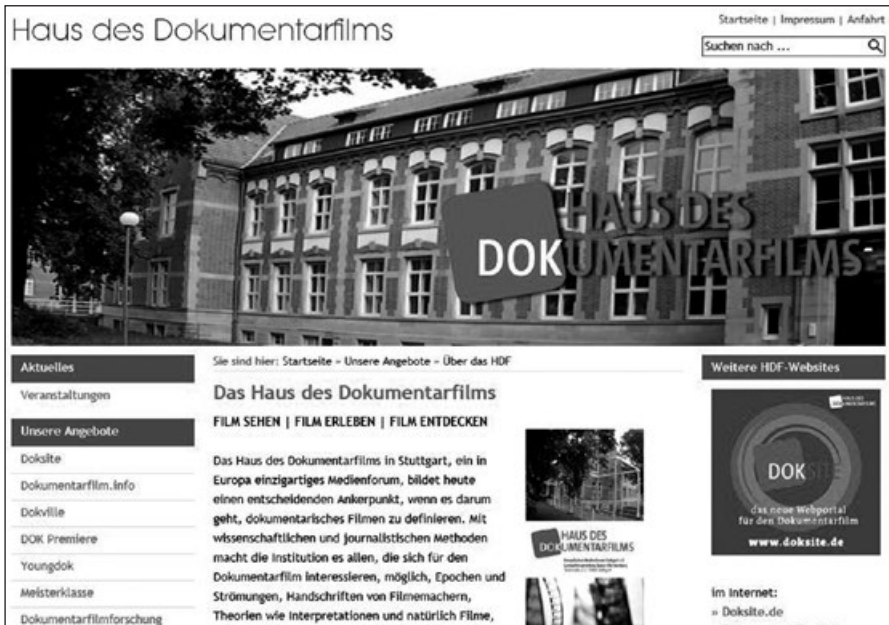 Haus des Dokumentarfilms
Startseite | Impressum | Anfahrt
Suchen nach ...
HAUS DES
DOKUMENTARFILMS
Aktuelles
Veranstaltungen
Unsere Angebote
Doksite
Dokumentarfilm.info
Dokville
DOK Premiere
Youngdok
Meisterklasse
Dokumentarfilmforschung
Sie sind hier: Startseite » Unsere Angebote » Über das HDF
Das Haus des Dokumentarfilms
FILM SEHEN | FILM ERLEBEN | FILM ENTDECKEN
Das Haus des Dokumentarfilms in Stuttgart, ein in
Europa einzigartiges Medienforum, bildet heute
einen entscheidenden Ankerpunkt, wenn es darum
geht, dokumentarisches Filmen zu definieren. Mit
wissenschaftlichen und journalistischen Methoden
macht die Institution es allen, die sich für den
Dokumentarfilm interessieren, möglich, Epochen und
Strömungen, Handschriften von Filmemachern,
Theorien wie Interpretationen und natürlich Filme,
HAUS DES
DOKUMENTARFILMS
Weitere HDF-Websites
DOKSITE
das neue Webportal
für den Dokumentarfilm
www.doksite.de
im Internet:
» Doksite.de